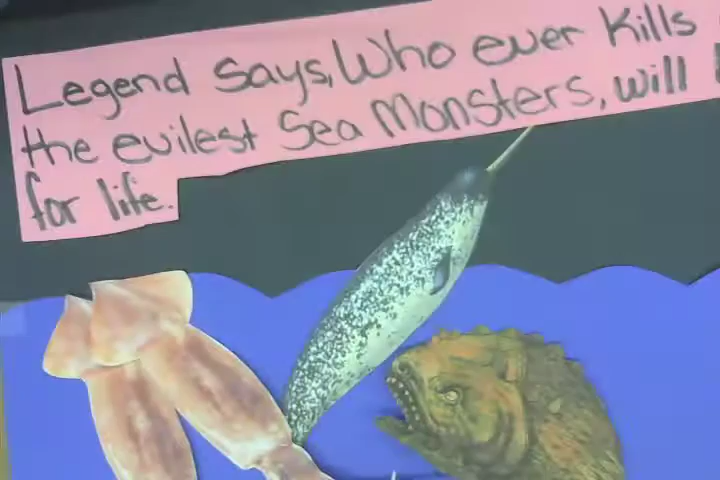 Legend Says, Who ever Kills
the evilest Sea Monsters, will
for life.